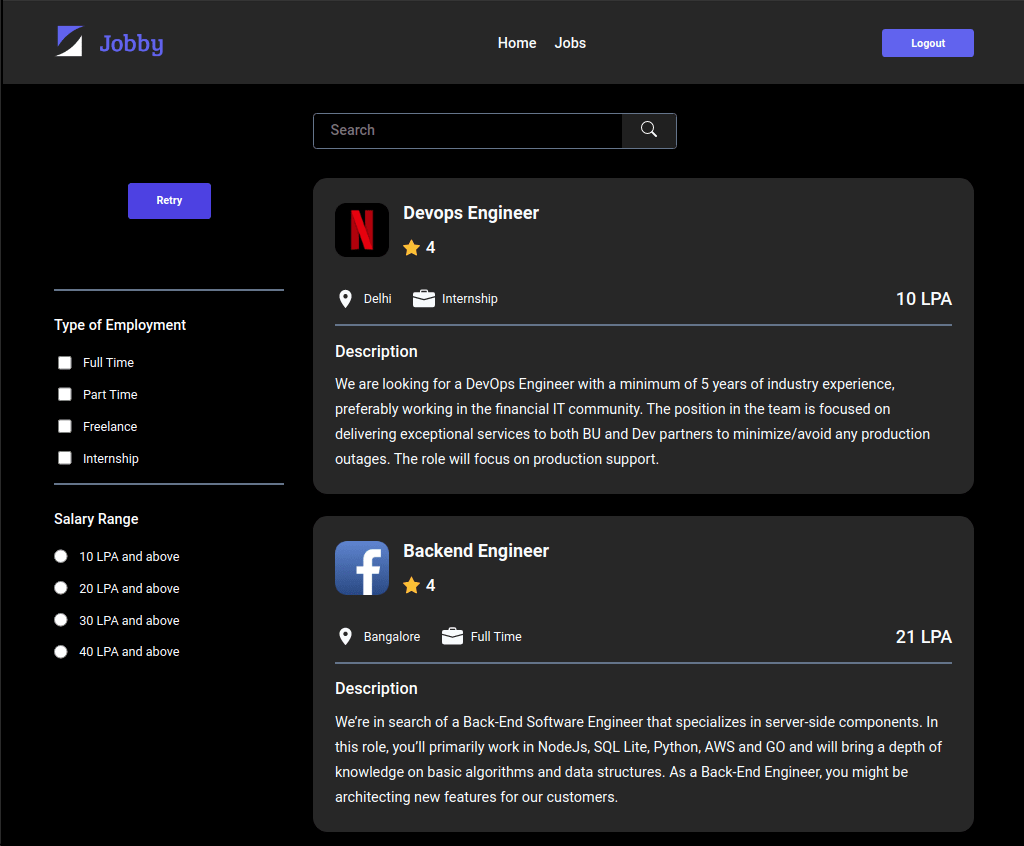 Jobby
Home
Jobs
Logout
Search
Retry
Type of Employment
Full Time
Part Time
Freelance
Internship
Salary Range
10 LPA and above
20 LPA and above
30 LPA and above
40 LPA and above
N
Devops Engineer
4
Delhi
Internship
10 LPA
Description
We are looking for a DevOps Engineer with a minimum of 5 years of industry experience,
preferably working in the financial IT community. The position in the team is focused on
delivering exceptional services to both BU and Dev partners to minimize/avoid any production
outages. The role will focus on production support.
f
Backend Engineer
4
Bangalore
Full Time
21 LPA
Description
We’re in search of a Back-End Software Engineer that specializes in server-side components. In
this role, you’ll primarily work in NodeJs, SQL Lite, Python, AWS and GO and will bring a depth of
knowledge on basic algorithms and data structures. As a Back-End Engineer, you might be
architecting new features for our customers.